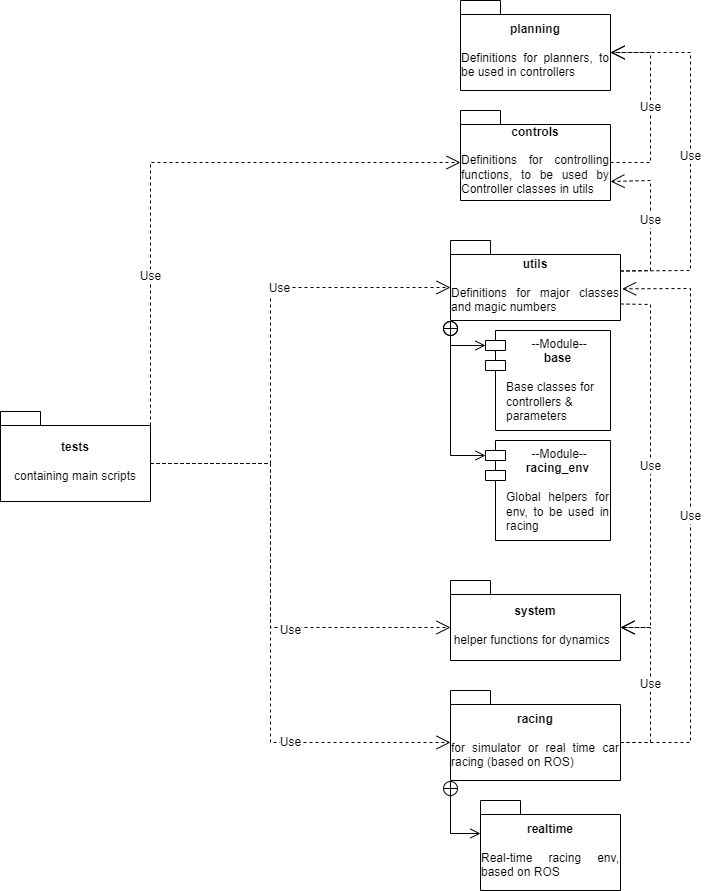 planning
Definitions for planners, to
be used in controllers
Use
controls
Definitions for controlling
functions, to be used by
Controller classes in utils
Use
Use
Use
utils
Definitions for major classes
and magic numbers
Use
--Module--
base
Base classes for
controllers &
parameters
tests
containing main scripts
--Module--
racing_env
Global helpers for
env, to be used in
racing
Use
Use
system
helper functions for dynamics
Use
Use
racing
for simulator or real time car
racing (based on ROS)
Use
realtime
Real-time racing env,
based on ROS